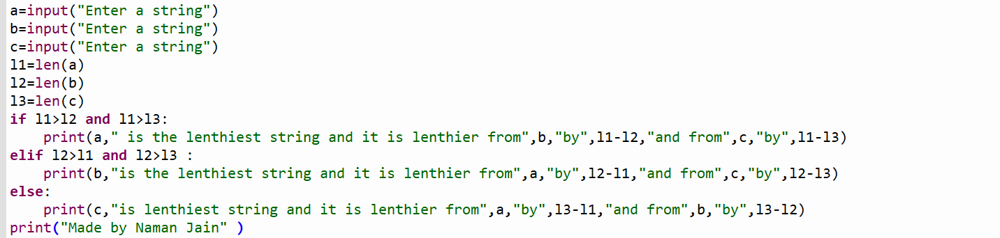 a=input("Enter a string")
b=input("Enter a string")
c=input("Enter a string")
l1=len(a)
l2=len(b)
l3=len(c)
if l1>l2 and l1>l3:
    print(a," is the lenthiest string and it is lenthier from",b,"by",l1-l2,"and from",c,"by",l1-l3)
elif l2>l1 and l2>l3 :
    print(b,"is the lenthiest string and it is lenthier from",a,"by",l2-l1,"and from",c,"by",l2-l3)
else:
    print(c,"is lenthiest string and it is lenthier from",a,"by",l3-l1,"and from",b,"by",l3-l2)
print("Made by Naman Jain" )